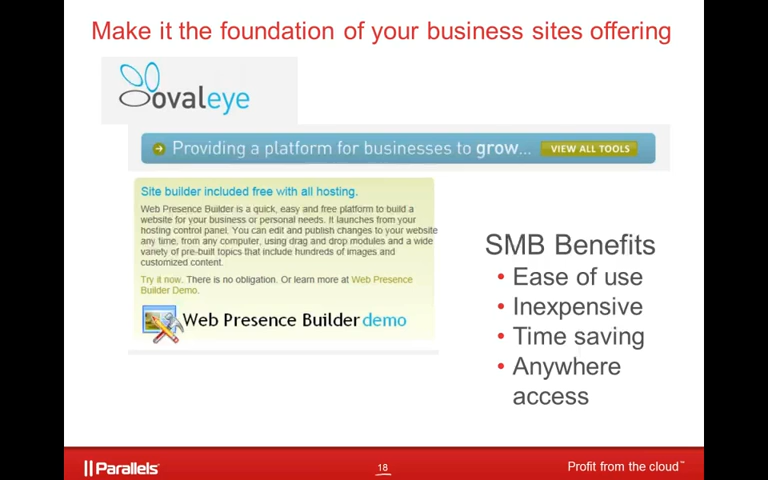 Make it the foundation of your business sites offering
ovaleye
Providing a platform for businesses to grow... VIEW ALL TOOLS
Site builder included free with all hosting.
Web Presence Builder is a quick, easy and free platform to build a
website for your business or personal needs. It launches from your
hosting control panel. You can edit and publish changes to your website
any time, from any computer, using drag and drop modules and a wide
variety of pre-built topics that include hundreds of images and
customized content.
Try it now. There is no obligation. Or learn more at Web Presence
Builder Demo.
Web Presence Builder demo
SMB Benefits
• Ease of use
• Inexpensive
• Time saving
• Anywhere
access
Parallels
18
Profit from the cloud™